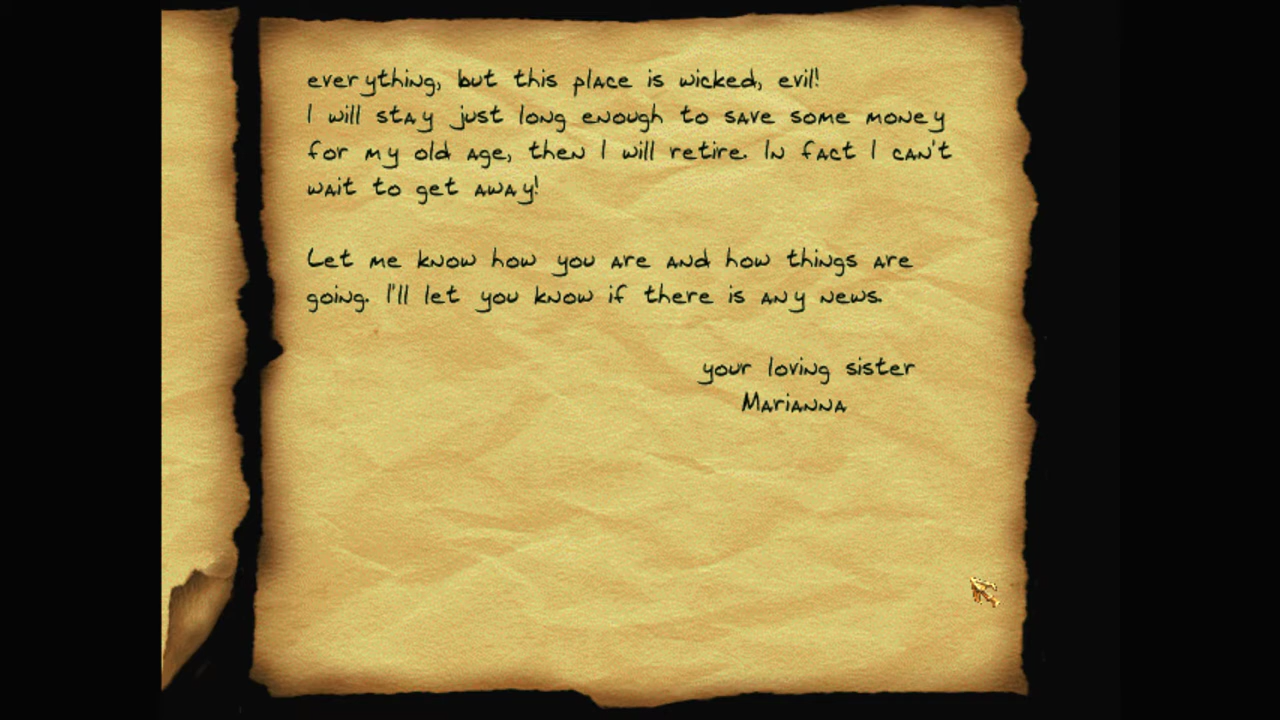 everything, but this place is wicked, evil!
I will stay just long enough to save some money
for my old age, then I will retire. In fact I can't
wait to get away!
Let me know how you are and how things are
going. I'll let you know if there is any news.
your loving sister
Marianna